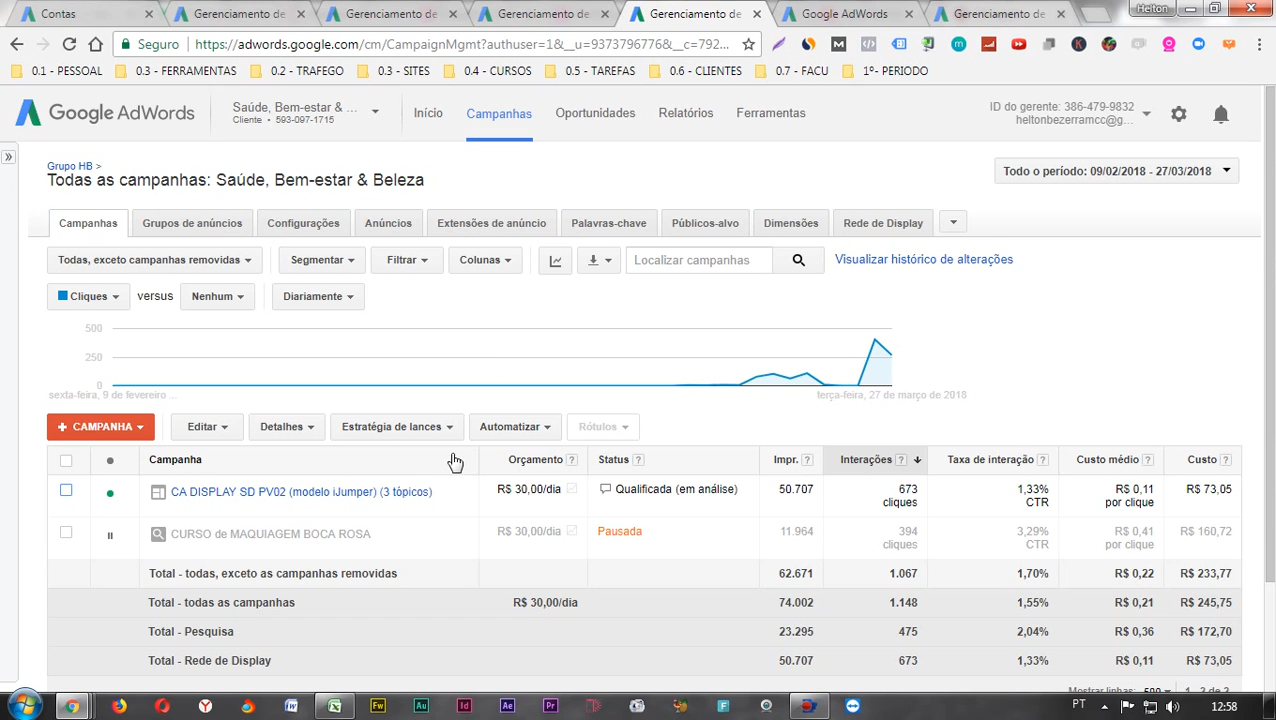 Contas
Gerenciamento de
Gerenciamento de
Gerenciamento de
Gerenciamento de
Google AdWords
Gerenciamento de
Helton
Seguro
https://adwords.google.com/cm/CampaignMgmt?authuser=1&__u=9373796776&__c=792...
0.1 - PESSOAL
0.3 - FERRAMENTAS
0.2 - TRAFEGO
0.3 - SITES
0.4 - CURSOS
0.5 - TAREFAS
0.6 - CLIENTES
0.7 - FACU
1º- PERIODO
Google AdWords
Saúde, Bem-estar & ...
Cliente • 593-097-1715
Início
Campanhas
Oportunidades
Relatórios
Ferramentas
ID do gerente: 386-479-9832
heltonbezerramcc@g...
Grupo HB >
Todas as campanhas: Saúde, Bem-estar & Beleza
Todo o período: 09/02/2018 - 27/03/2018
Campanhas
Grupos de anúncios
Configurações
Anúncios
Extensões de anúncio
Palavras-chave
Públicos-alvo
Dimensões
Rede de Display
Todas, exceto campanhas removidas
Segmentar
Filtrar
Colunas
Localizar campanhas
Visualizar histórico de alterações
Cliques
versus
Nenhum
Diariamente
500
250
0
sexta-feira, 9 de fevereiro ...
terça-feira, 27 de março de 2018
+ CAMPANHA
Editar
Detalhes
Estratégia de lances
Automatizar
Rótulos
Campanha
Orçamento ?
Status ?
Impr. ?
Interações ?
Taxa de interação ?
Custo médio ?
Custo ?
CA DISPLAY SD PV02 (modelo iJumper) (3 tópicos)
R$ 30,00/dia
Qualificada (em análise)
50.707
673
cliques
1,33%
CTR
R$ 0,11
por clique
R$ 73,05
CURSO de MAQUIAGEM BOCA ROSA
R$ 30,00/dia
Pausada
11.964
394
cliques
3,29%
CTR
R$ 0,41
por clique
R$ 160,72
Total - todas, exceto as campanhas removidas
62.671
1.067
1,70%
R$ 0,22
R$ 233,77
Total - todas as campanhas
R$ 30,00/dia
74.002
1.148
1,55%
R$ 0,21
R$ 245,75
Total - Pesquisa
23.295
475
2,04%
R$ 0,36
R$ 172,70
Total - Rede de Display
50.707
673
1,33%
R$ 0,11
R$ 73,05
Mostrar linhas: 500
1 - 2 de 2
Fw
Au
Id
Ae
Pr
PT
12:58